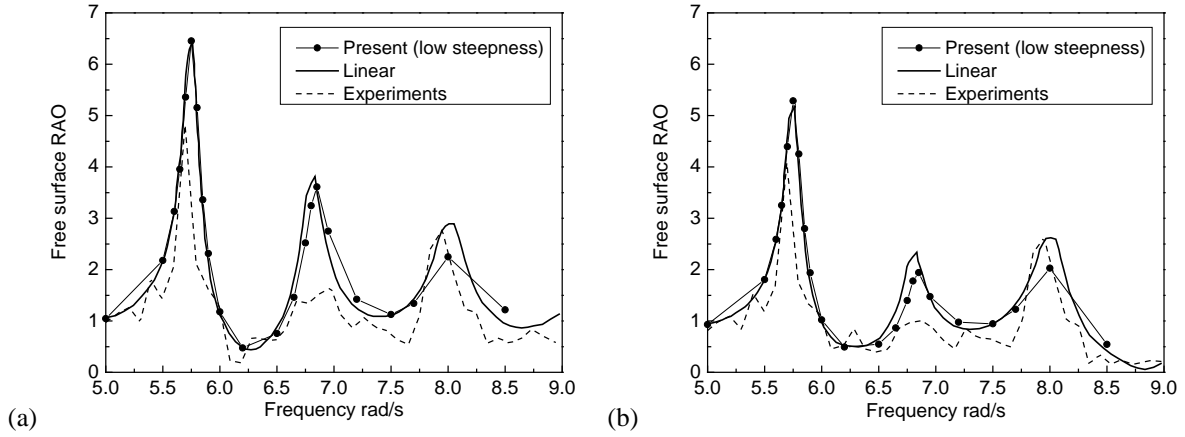 7
6
5
4
3
2
1
0
Free surface RAO
Present (low steepness)
Linear
Experiments
5.0 5.5 6.0 6.5 7.0 7.5 8.0 8.5 9.0
Frequency rad/s
(a)
7
6
5
4
3
2
1
0
Free surface RAO
Present (low steepness)
Linear
Experiments
5.0 5.5 6.0 6.5 7.0 7.5 8.0 8.5 9.0
Frequency rad/s
(b)